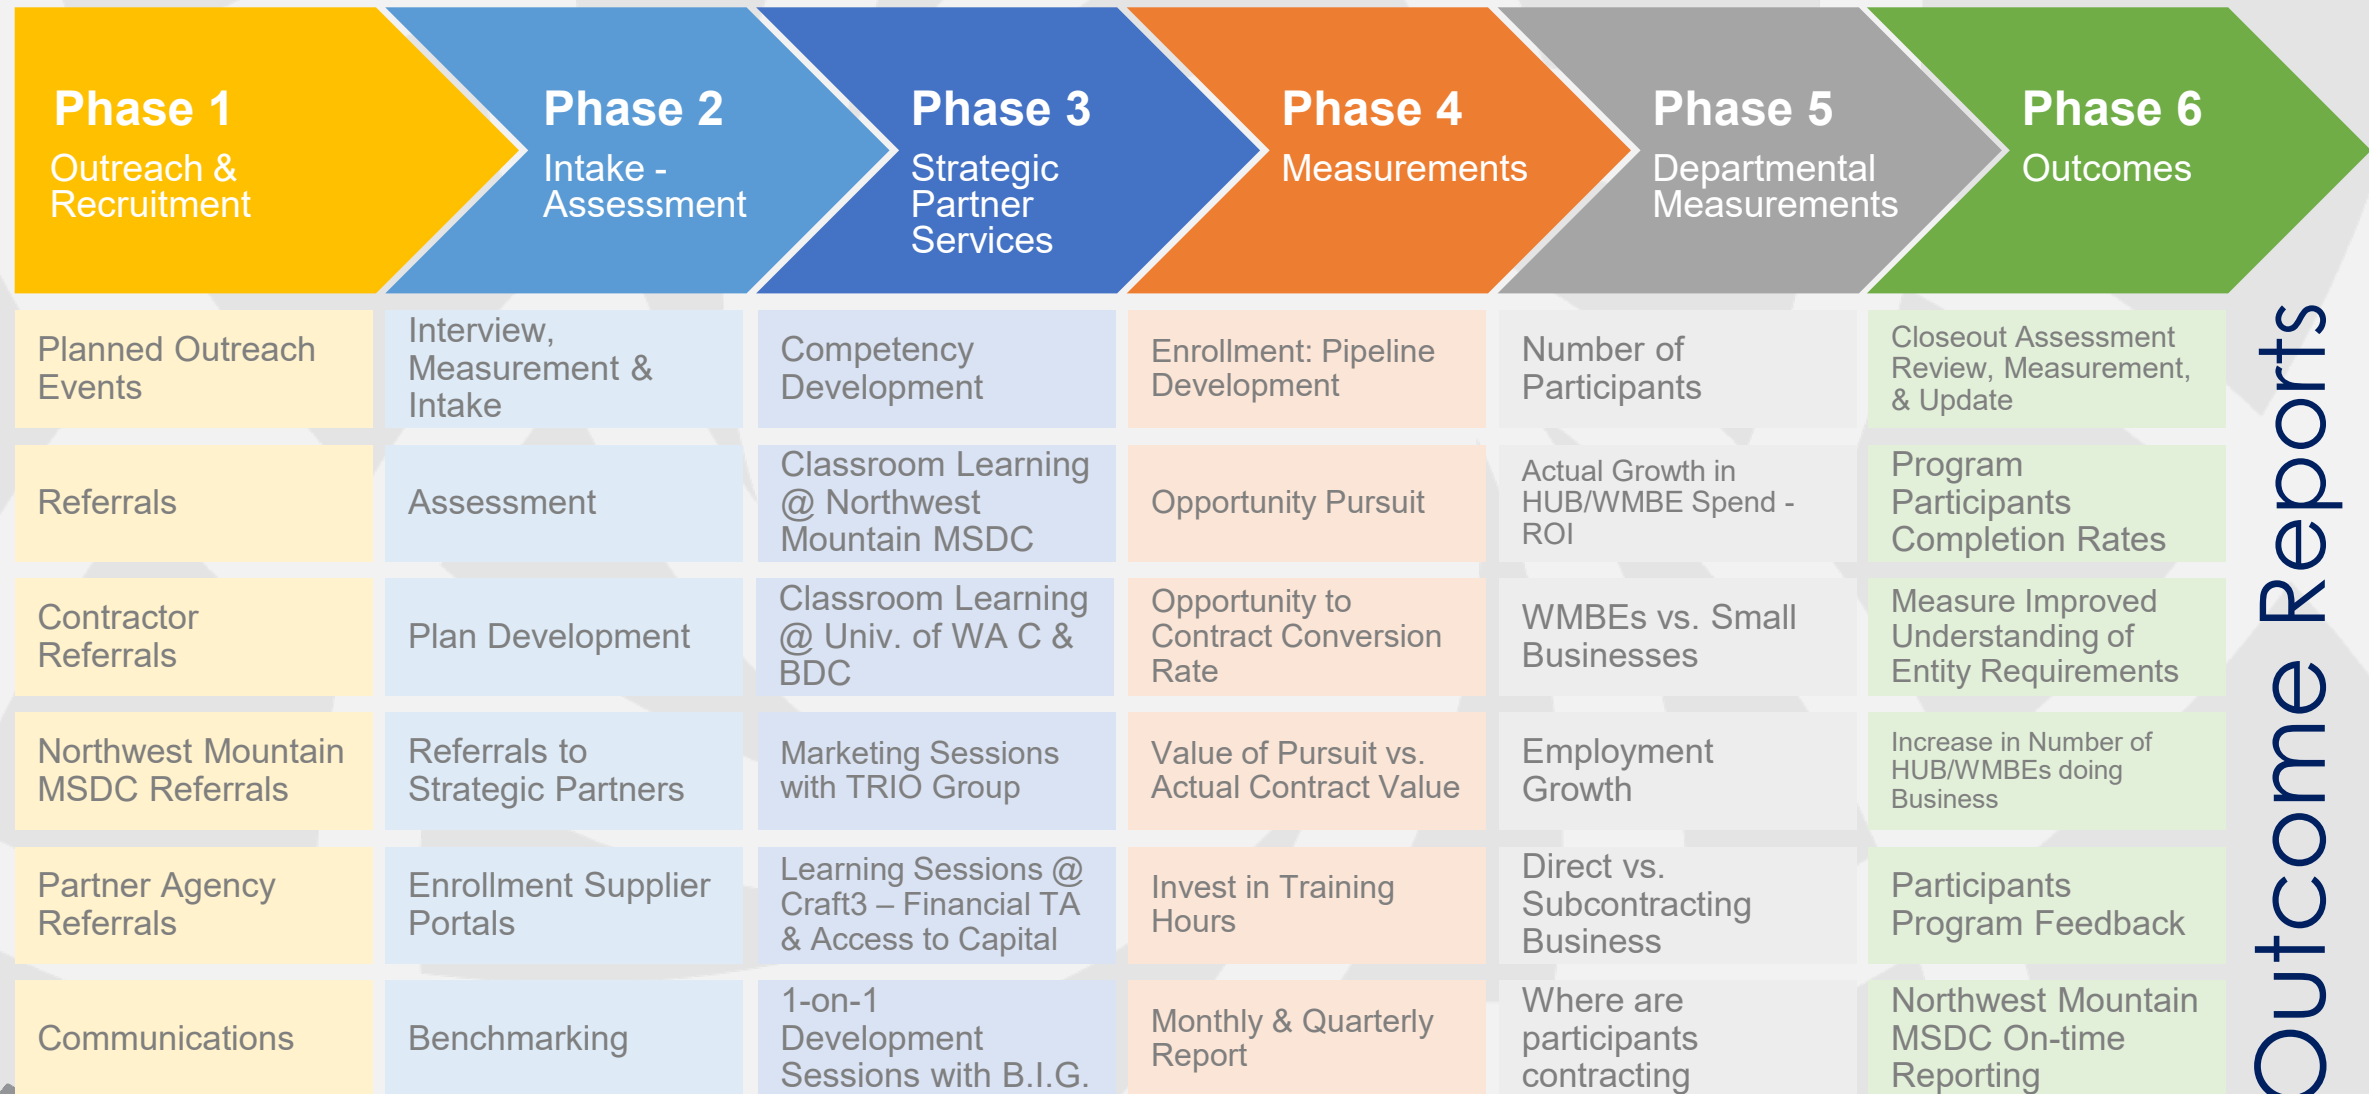 Phase 1
Outreach &
Recruitment
Phase 2
Intake -
Assessment
Phase 3
Strategic
Partner
Services
Phase 4
Measurements
Phase 5
Departmental
Measurements
Phase 6
Outcomes
Planned Outreach
Events
Interview,
Measurement &
Intake
Competency
Development
Enrollment: Pipeline
Development
Number of
Participants
Closeout Assessment
Review, Measurement,
& Update
Referrals
Assessment
Classroom Learning
@ Northwest
Mountain MSDC
Opportunity Pursuit
Actual Growth in
HUB/WMBE Spend -
ROI
Program
Participants
Completion Rates
Contractor
Referrals
Plan Development
Classroom Learning
@ Univ. of WA C &
BDC
Opportunity to
Contract Conversion
Rate
WMBEs vs. Small
Businesses
Measure Improved
Understanding of
Entity Requirements
Northwest Mountain
MSDC Referrals
Referrals to
Strategic Partners
Marketing Sessions
with TRIO Group
Value of Pursuit vs.
Actual Contract Value
Employment
Growth
Increase in Number of
HUB/WMBEs doing
Business
Partner Agency
Referrals
Enrollment Supplier
Portals
Learning Sessions @
Craft3 – Financial TA
& Access to Capital
Invest in Training
Hours
Direct vs.
Subcontracting
Business
Participants
Program Feedback
Communications
Benchmarking
1-on-1
Development
Sessions with B.I.G.
Monthly & Quarterly
Report
Where are
participants
contracting
Northwest Mountain
MSDC On-time
Reporting
Outcome Reports